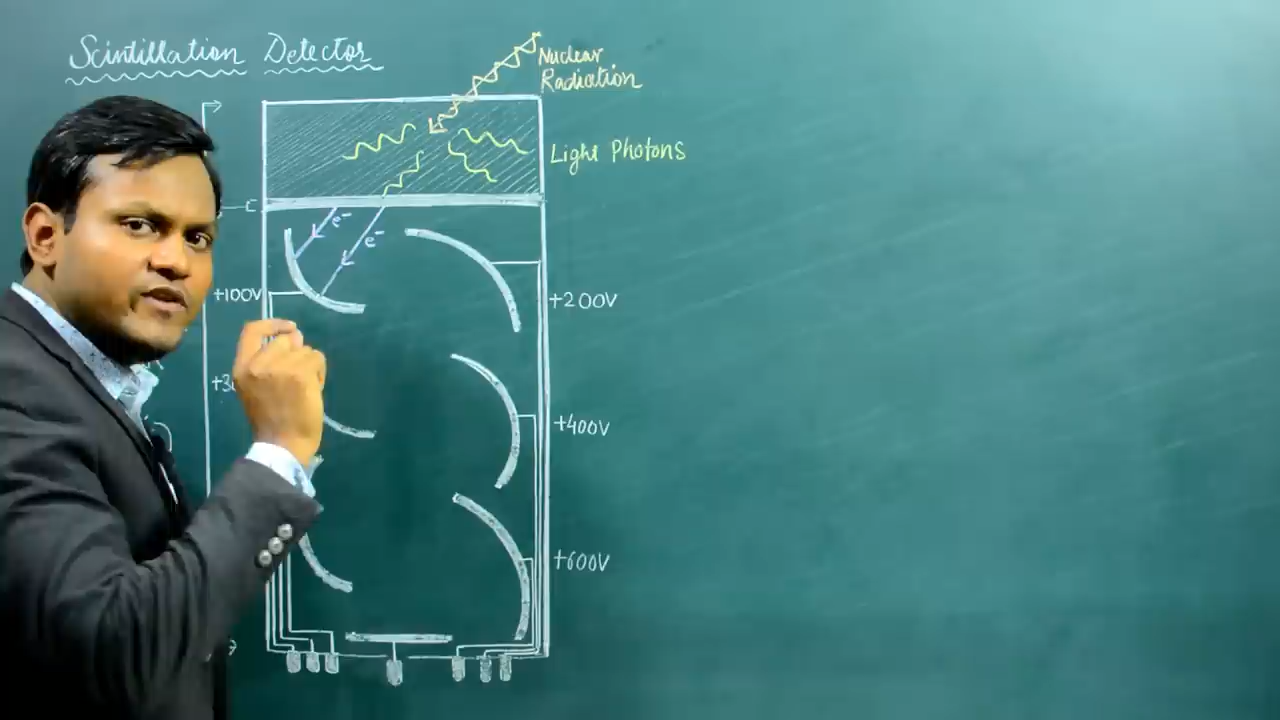 Scintillation Detector
Nuclear
Radiation
Light Photons
C
e-
e-
+100V
+200V
+400V
+600V